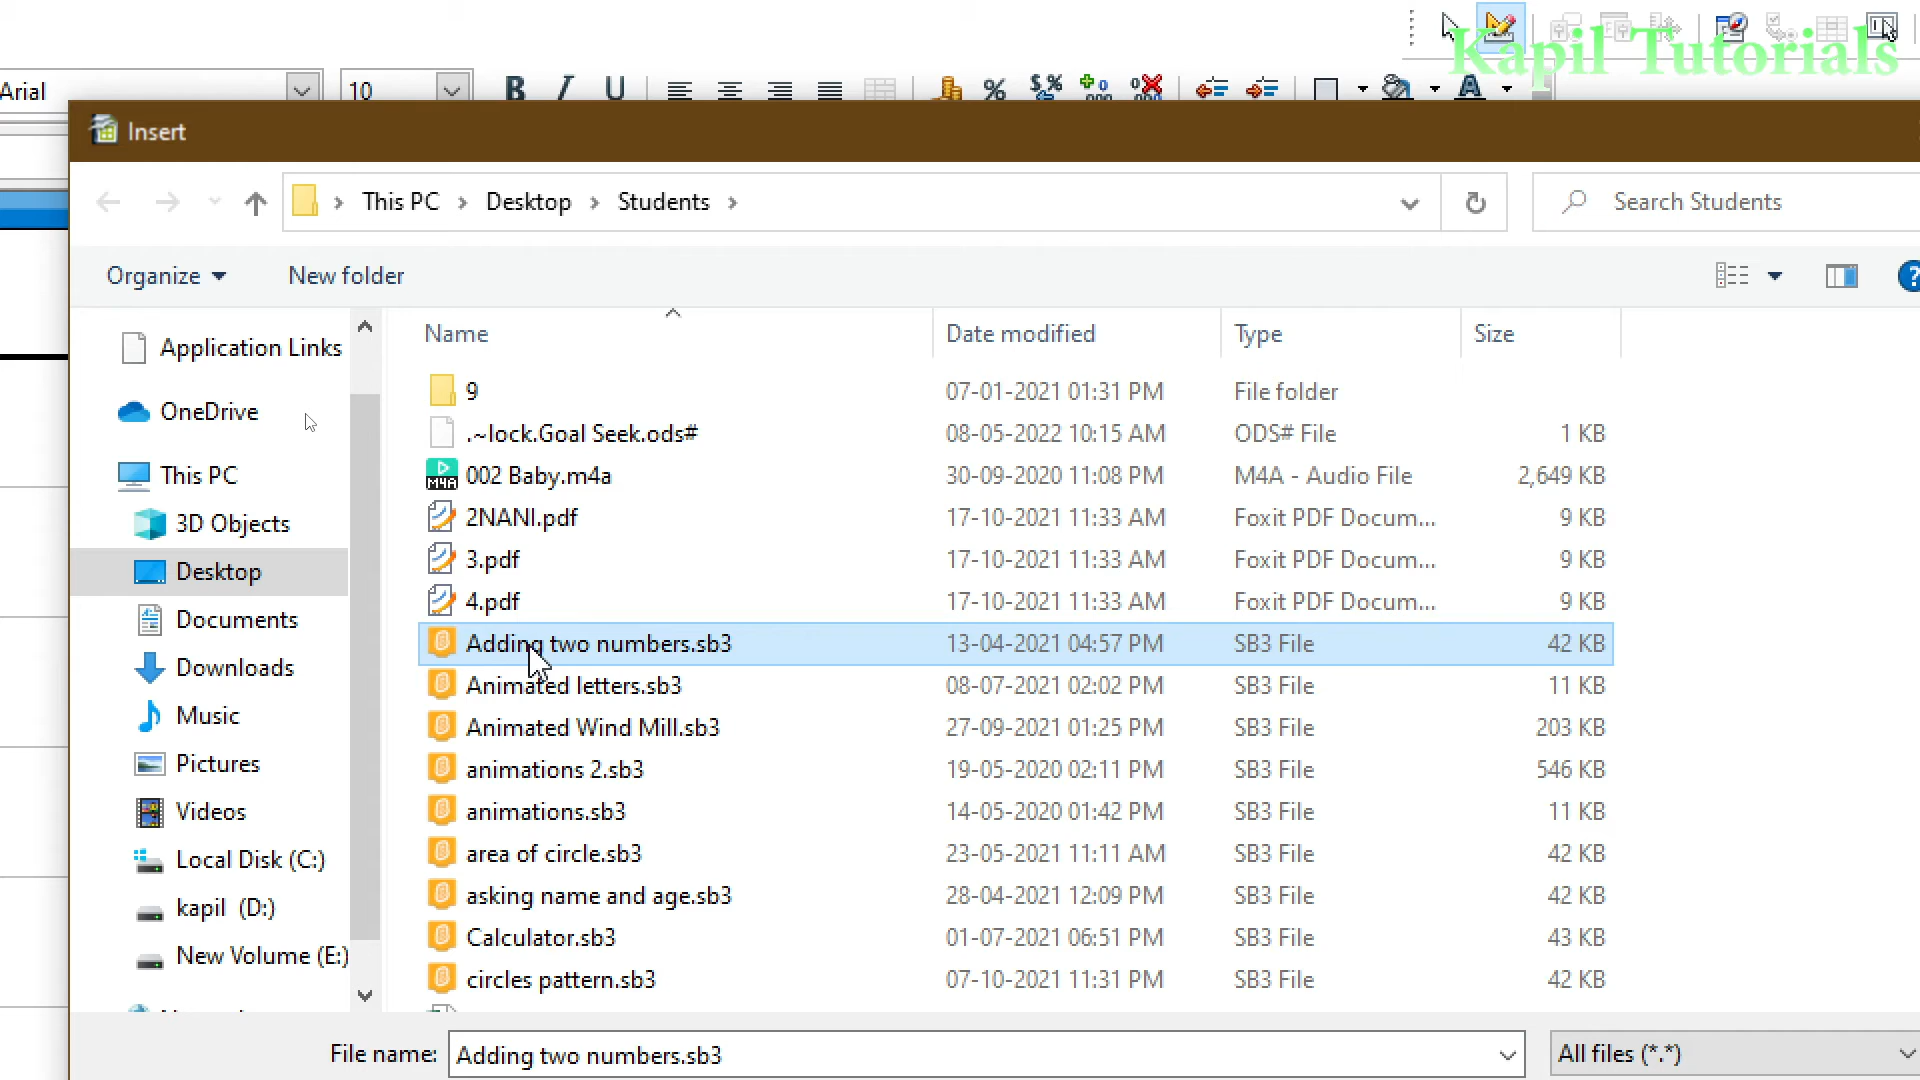 Kapil Tutorials
Arial
10
B I U
Insert
This PC > Desktop > Students >
Search Students
Organize
New folder
Application Links
OneDrive
This PC
3D Objects
Desktop
Documents
Downloads
Music
Pictures
Videos
Local Disk (C:)
kapil (D:)
New Volume (E:)
Name Date modified Type Size
9 07-01-2021 01:31 PM File folder
.~lock.Goal Seek.ods# 08-05-2022 10:15 AM ODS# File 1 KB
002 Baby.m4a 30-09-2020 11:08 PM M4A - Audio File 2,649 KB
2NANI.pdf 17-10-2021 11:33 AM Foxit PDF Docum... 9 KB
3.pdf 17-10-2021 11:33 AM Foxit PDF Docum... 9 KB
4.pdf 17-10-2021 11:33 AM Foxit PDF Docum... 9 KB
Adding two numbers.sb3 13-04-2021 04:57 PM SB3 File 42 KB
Animated letters.sb3 08-07-2021 02:02 PM SB3 File 11 KB
Animated Wind Mill.sb3 27-09-2021 01:25 PM SB3 File 203 KB
animations 2.sb3 19-05-2020 02:11 PM SB3 File 546 KB
animations.sb3 14-05-2020 01:42 PM SB3 File 11 KB
area of circle.sb3 23-05-2021 11:11 AM SB3 File 42 KB
asking name and age.sb3 28-04-2021 12:09 PM SB3 File 42 KB
Calculator.sb3 01-07-2021 06:51 PM SB3 File 43 KB
circles pattern.sb3 07-10-2021 11:31 PM SB3 File 42 KB
File name: Adding two numbers.sb3
All files (*.*)